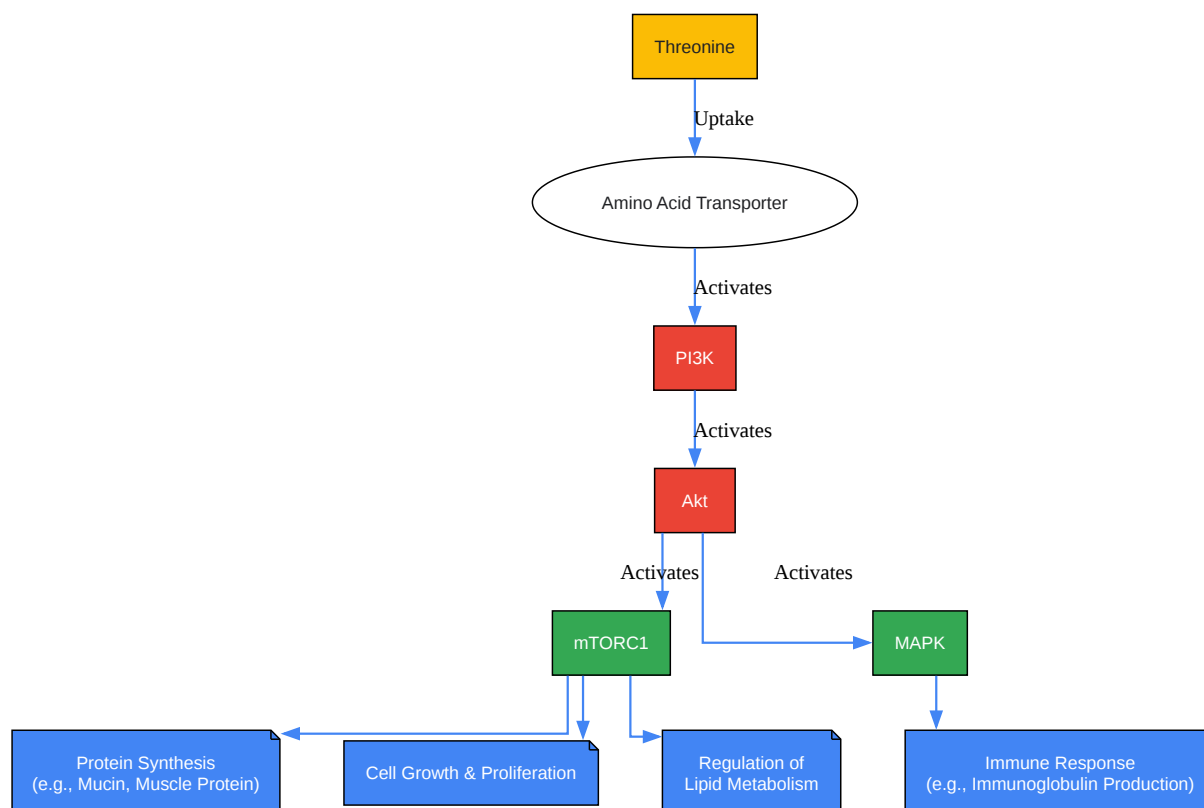 Threonine
Uptake
Amino Acid Transporter
Activates
PI3K
Activates
Akt
Activates
Activates
mTORC1
MAPK
Protein Synthesis
(e.g., Mucin, Muscle Protein)
Cell Growth & Proliferation
Regulation of
Lipid Metabolism
Immune Response
(e.g., Immunoglobulin Production)